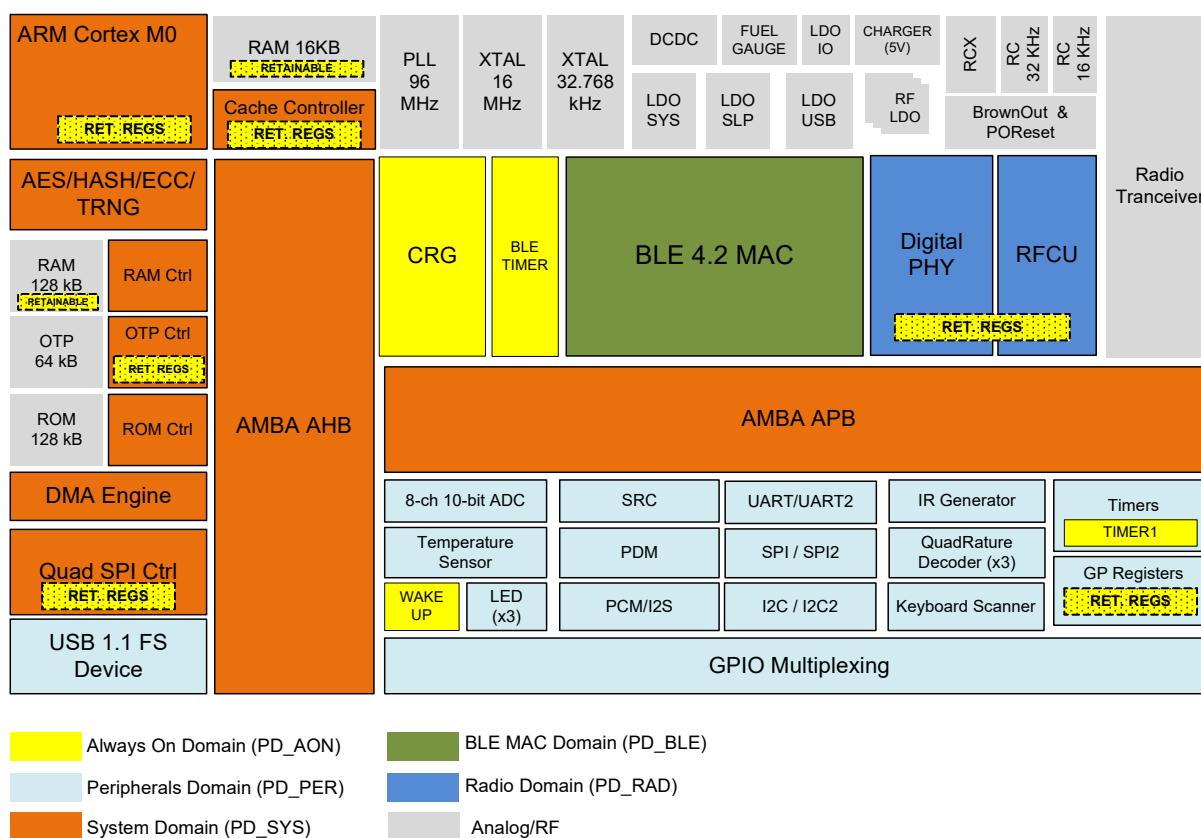 ARM Cortex M0
RET. REGS
RAM 16KB
RETAINABLE
Cache Controller
RET. REGS
PLL
96
MHz
XTAL
16
MHz
XTAL
32.768
kHz
DCDC
FUEL
GAUGE
LDO
IO
CHARGER
(5V)
LDO
SYS
LDO
SLP
LDO
USB
RF
LDO
RCX
RC
32 KHz
RC
16 KHz
BrownOut &
POReset
Radio
Tranceiver
AES/HASH/ECC/
TRNG
RAM
128 kB
RETAINABLE
RAM Ctrl
OTP
64 kB
OTP Ctrl
RET. REGS
ROM
128 kB
ROM Ctrl
DMA Engine
Quad SPI Ctrl
RET. REGS
USB 1.1 FS
Device
AMBA AHB
CRG
BLE
TIMER
BLE 4.2 MAC
Digital
PHY
RFCU
RET. REGS
AMBA APB
8-ch 10-bit ADC
SRC
UART/UART2
IR Generator
Timers
TIMER1
Temperature
Sensor
PDM
SPI / SPI2
QuadRature
Decoder (x3)
GP Registers
RET. REGS
WAKE
UP
LED
(x3)
PCM/I2S
I2C / I2C2
Keyboard Scanner
GPIO Multiplexing
Always On Domain (PD_AON)
BLE MAC Domain (PD_BLE)
Peripherals Domain (PD_PER)
Radio Domain (PD_RAD)
System Domain (PD_SYS)
Analog/RF